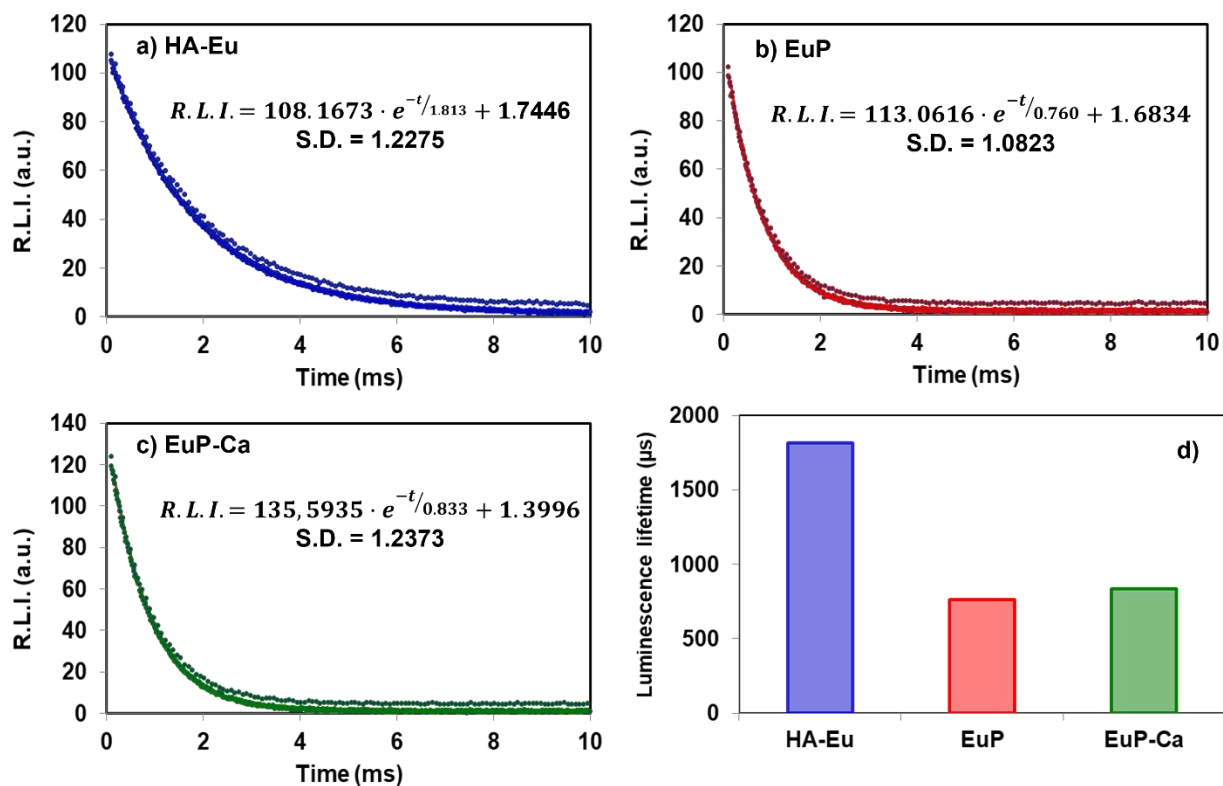 a) HA-Eu
R.L.I. = 108.1673 · e^{-t/1.813} + 1.7446
S.D. = 1.2275
R.L.I. (a.u.)
120
100
80
60
40
20
0
0 2 4 6 8 10
Time (ms)
b) EuP
R.L.I. = 113.0616 · e^{-t/0.760} + 1.6834
S.D. = 1.0823
R.L.I. (a.u.)
120
100
80
60
40
20
0
0 2 4 6 8 10
Time (ms)
c) EuP-Ca
R.L.I. = 135,5935 · e^{-t/0.833} + 1.3996
S.D. = 1.2373
R.L.I. (a.u.)
140
120
100
80
60
40
20
0
0 2 4 6 8 10
Time (ms)
d)
Luminescence lifetime (µs)
2000
1500
1000
500
0
HA-Eu EuP EuP-Ca